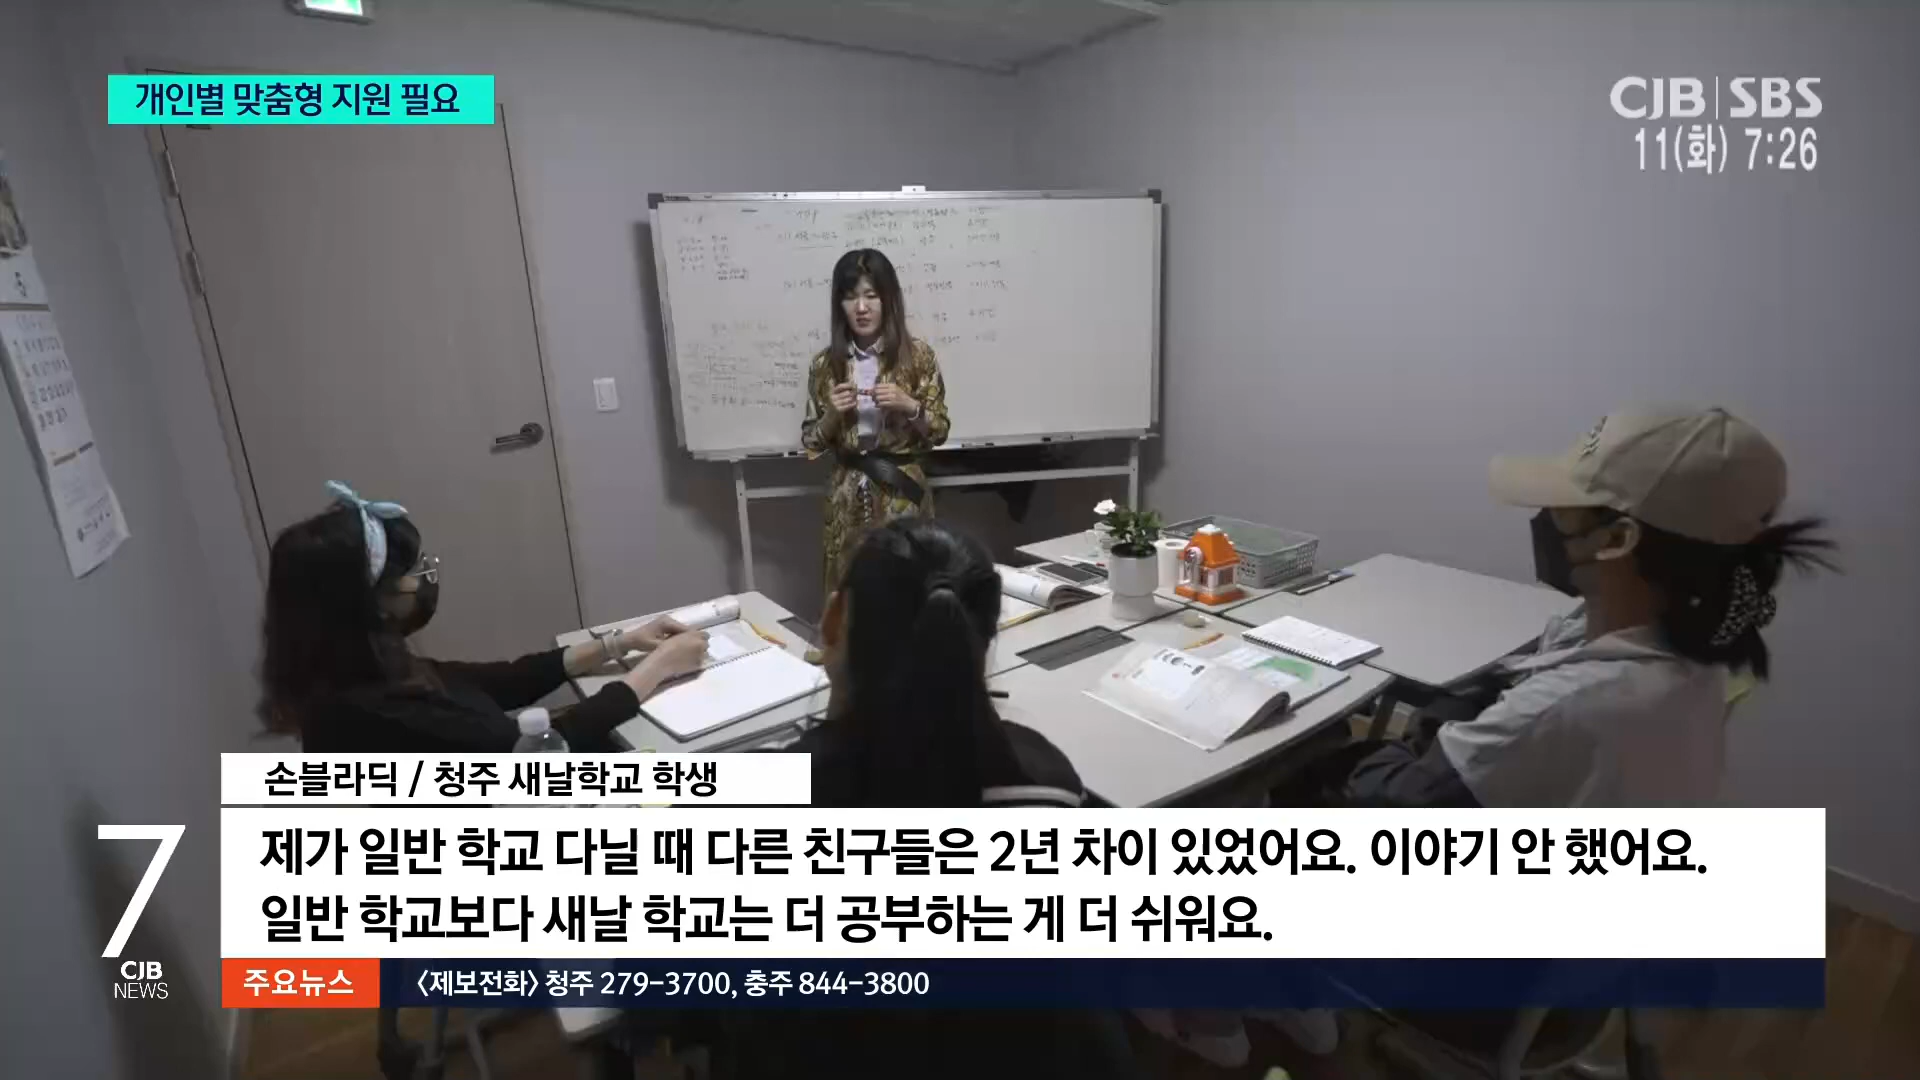 개인별 맞춤형 지원 필요
CJB | SBS
11(화) 7:26
손블라딕 / 청주 새날학교 학생
제가 일반 학교 다닐 때 다른 친구들은 2년 차이 있었어요. 이야기 안 했어요.
일반 학교보다 새날 학교는 더 공부하는 게 더 쉬워요.
7
CJB
NEWS
주요뉴스
〈제보전화〉 청주 279-3700, 충주 844-3800